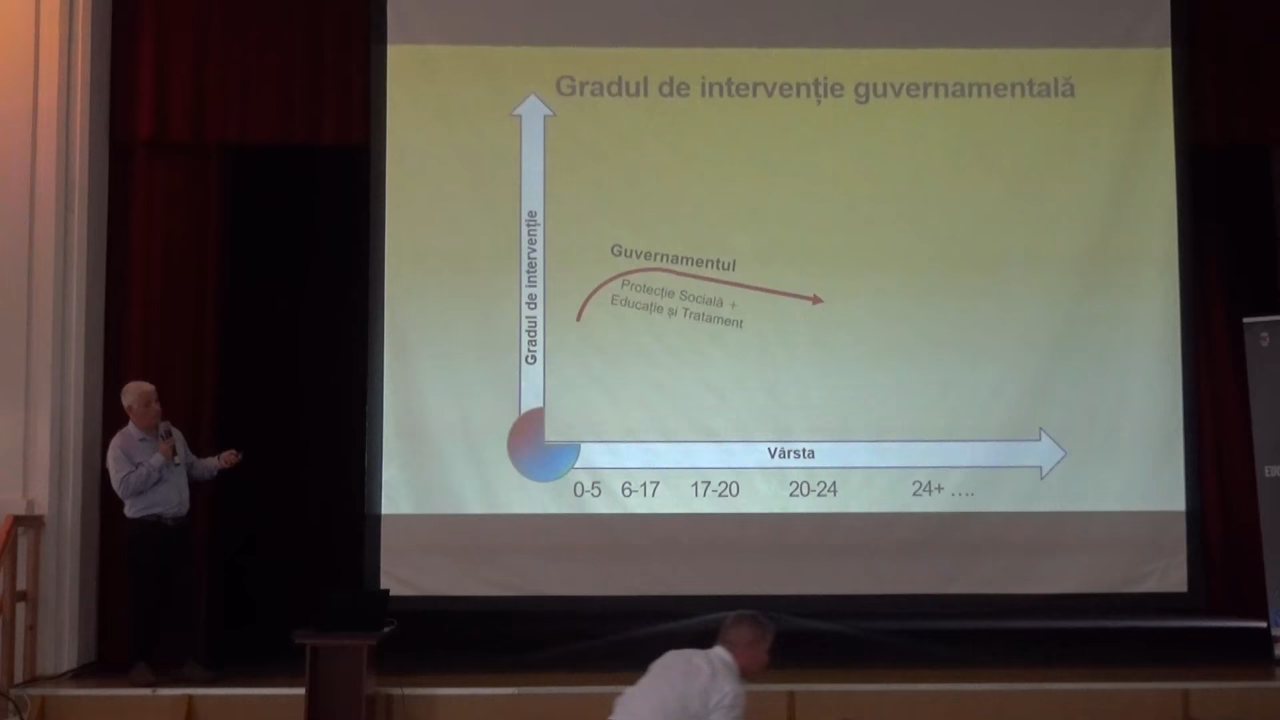 Gradul de intervenție guvernamentală
Gradul de intervenție
Guvernamentul
Protecție Socială +
Educație și Tratament
Vârsta
0-5 6-17 17-20 20-24 24+ ....